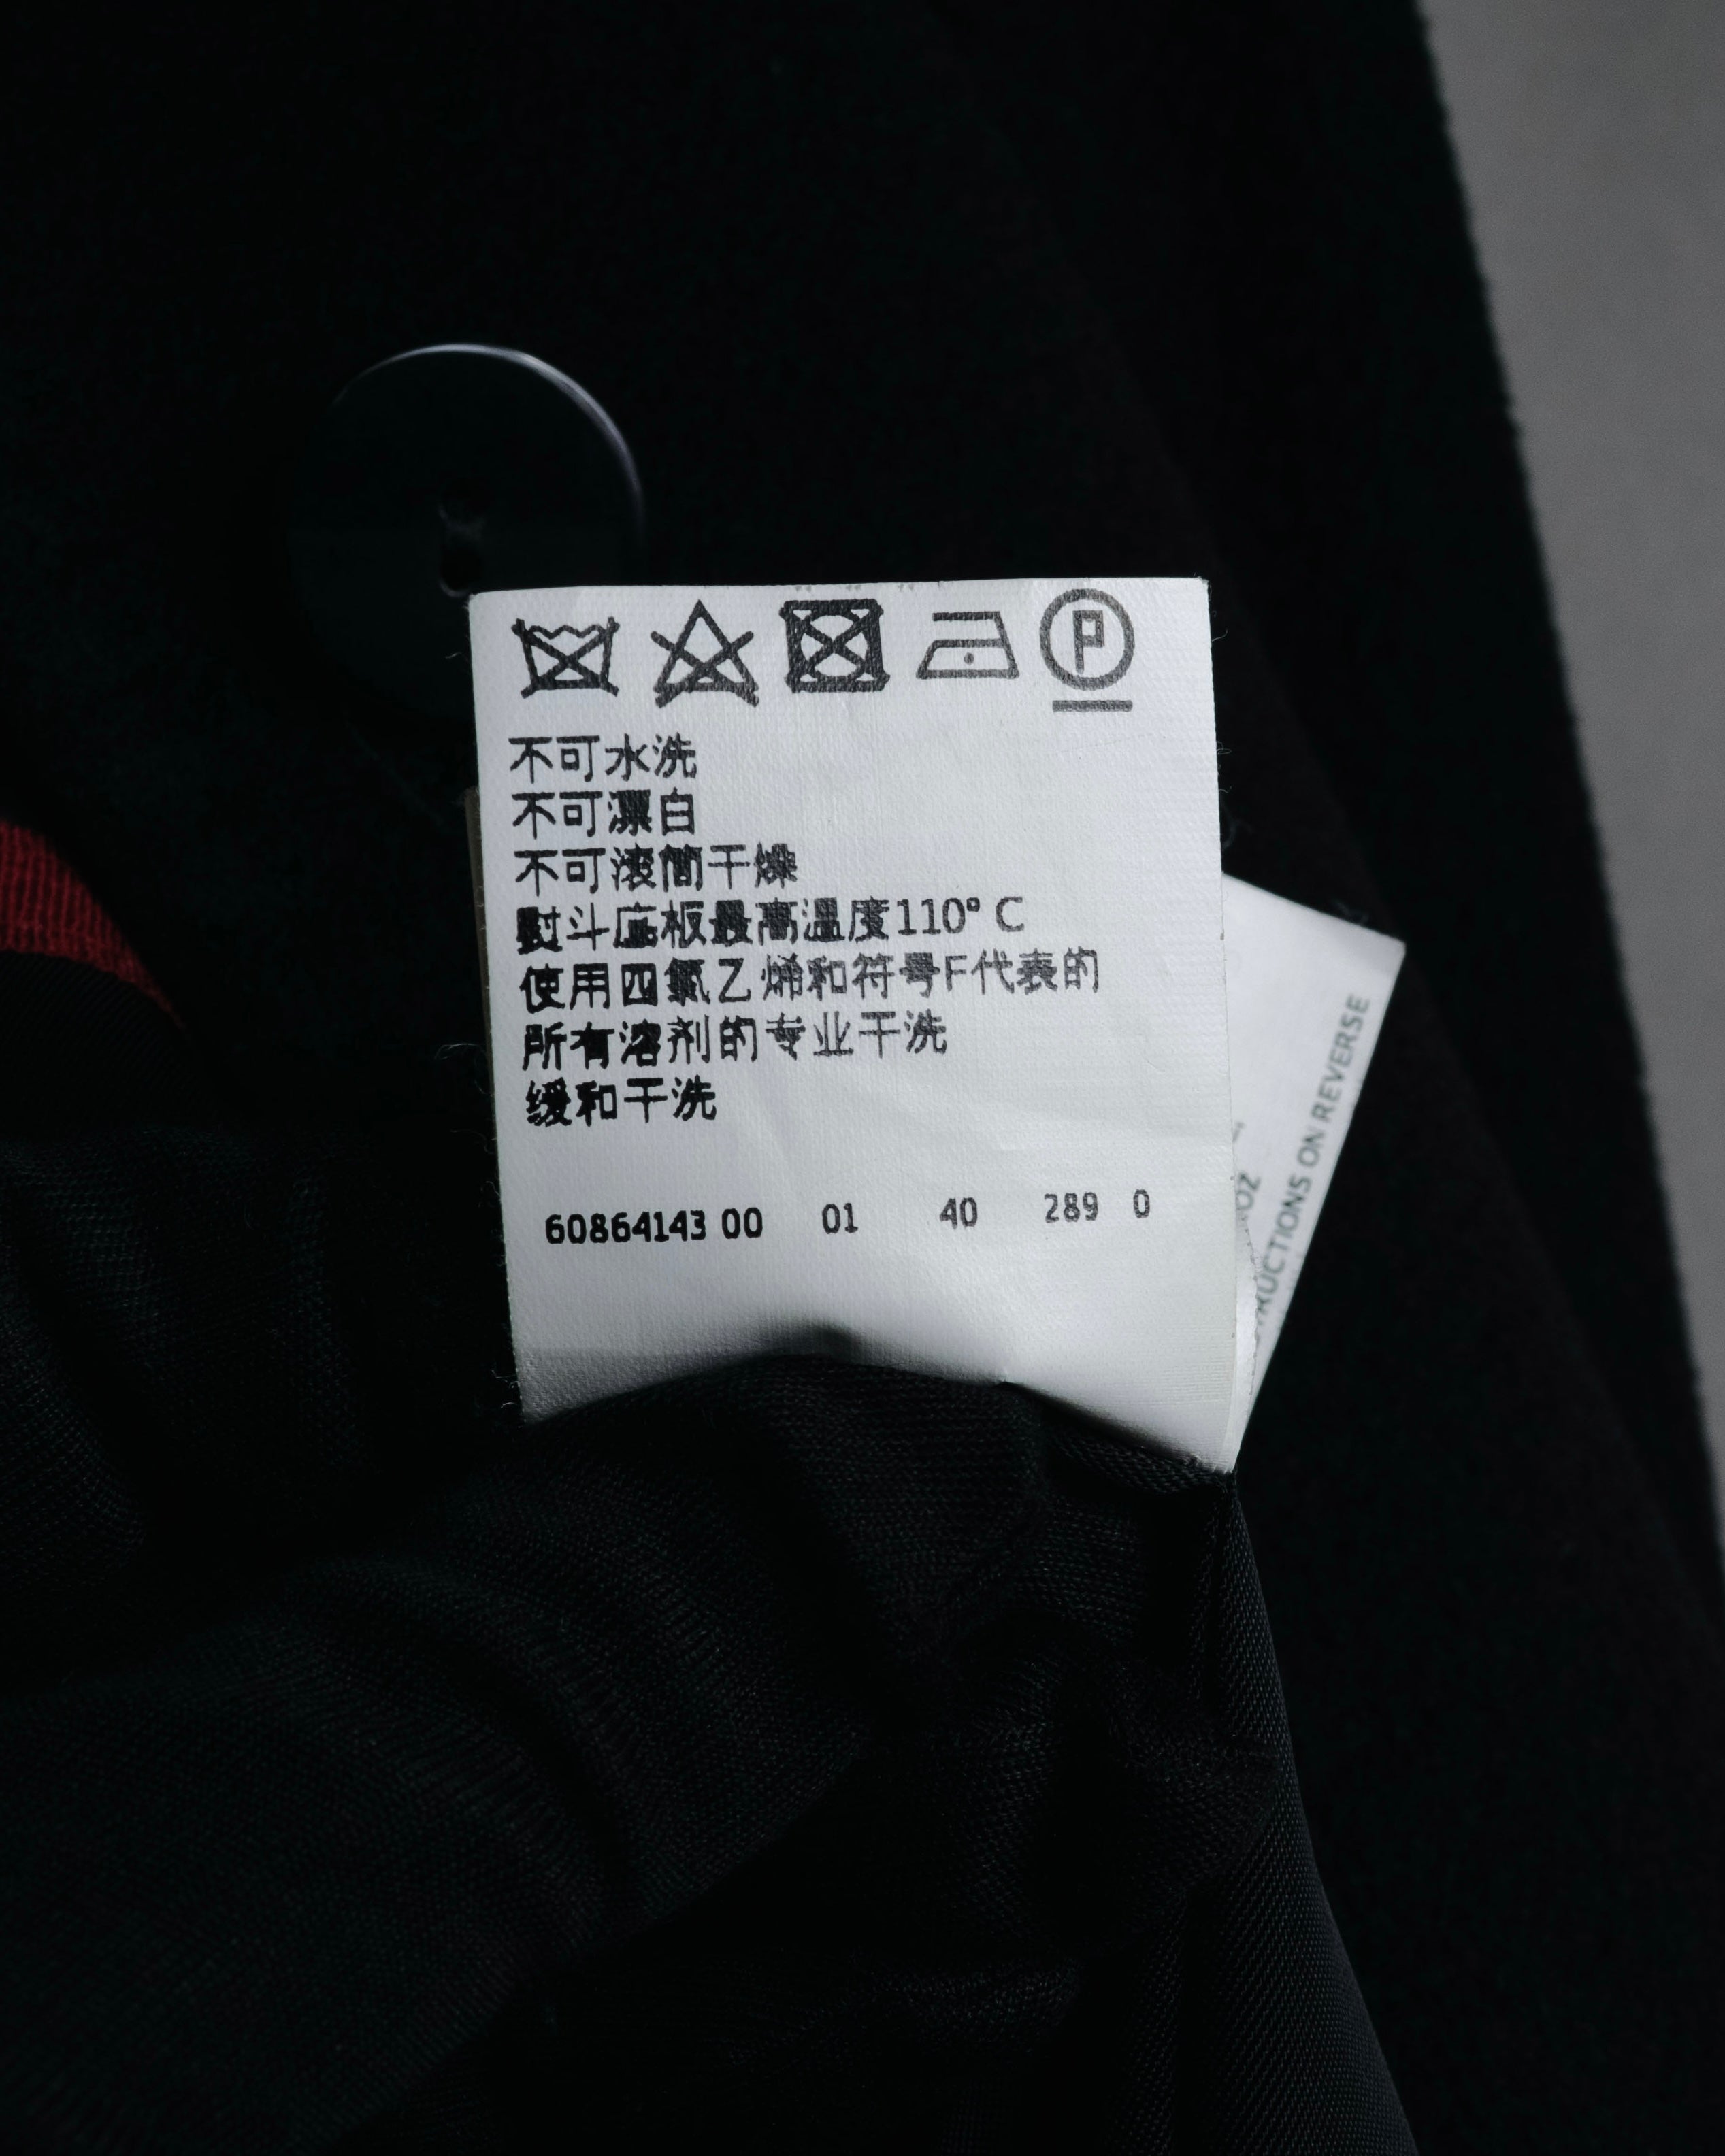 P
不可水洗
不可漂白
不可滚筒干燥
熨斗底板最高温度110° C
使用四氯乙烯和符号F代表的
所有溶剂的专业干洗
缓和干洗
60864143 00 01 40 289 0
ON REVERSE